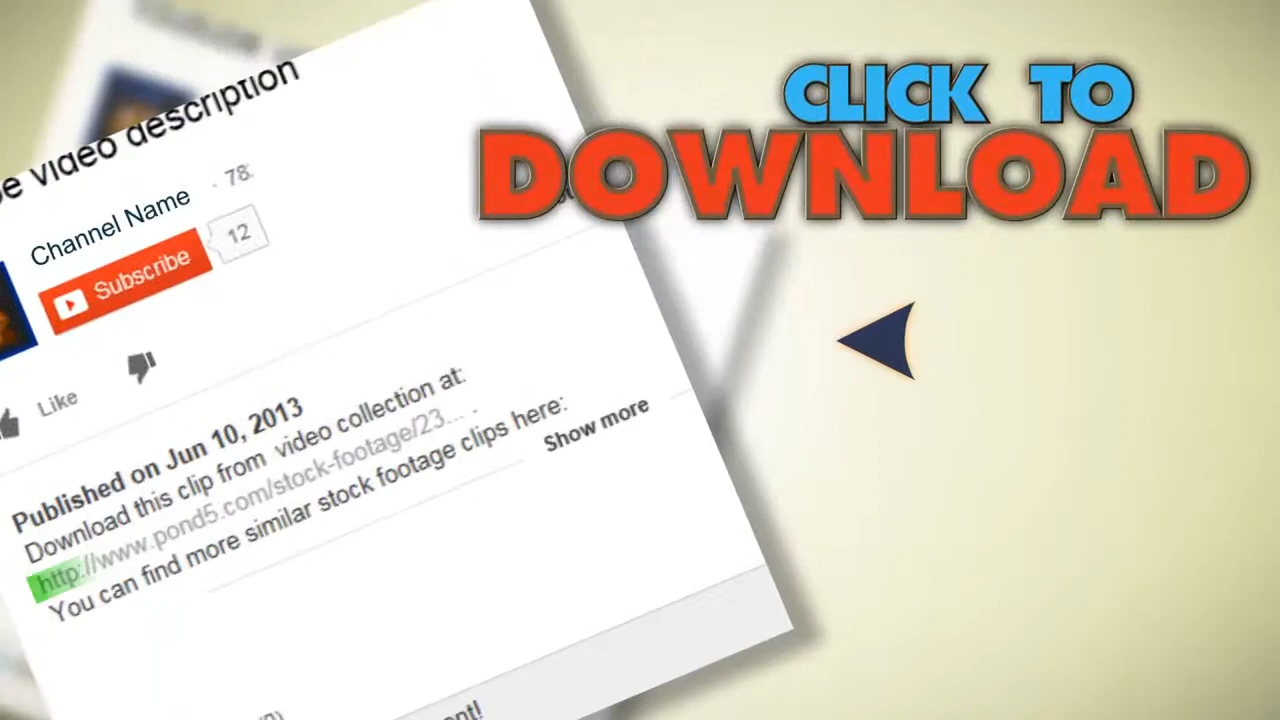 CLICK TO
DOWNLOAD
video description
Channel Name
Subscribe
12
Like
Published on Jun 10, 2013
Download this clip from video collection at:
http://www.pond5.com/stock-footage/23...
You can find more similar stock footage clips here:
Show more